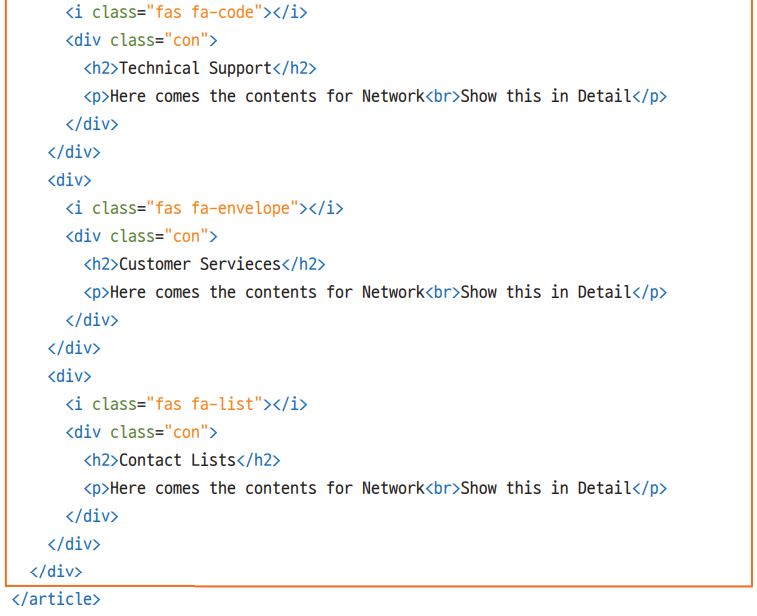 <i class="fas fa-code"></i>
<div class="con">
<h2>Technical Support</h2>
<p>Here comes the contents for Network<br>Show this in Detail</p>
</div>
</div>
<div>
<i class="fas fa-envelope"></i>
<div class="con">
<h2>Customer Servieces</h2>
<p>Here comes the contents for Network<br>Show this in Detail</p>
</div>
</div>
<div>
<i class="fas fa-list"></i>
<div class="con">
<h2>Contact Lists</h2>
<p>Here comes the contents for Network<br>Show this in Detail</p>
</div>
</div>
</div>
</article>